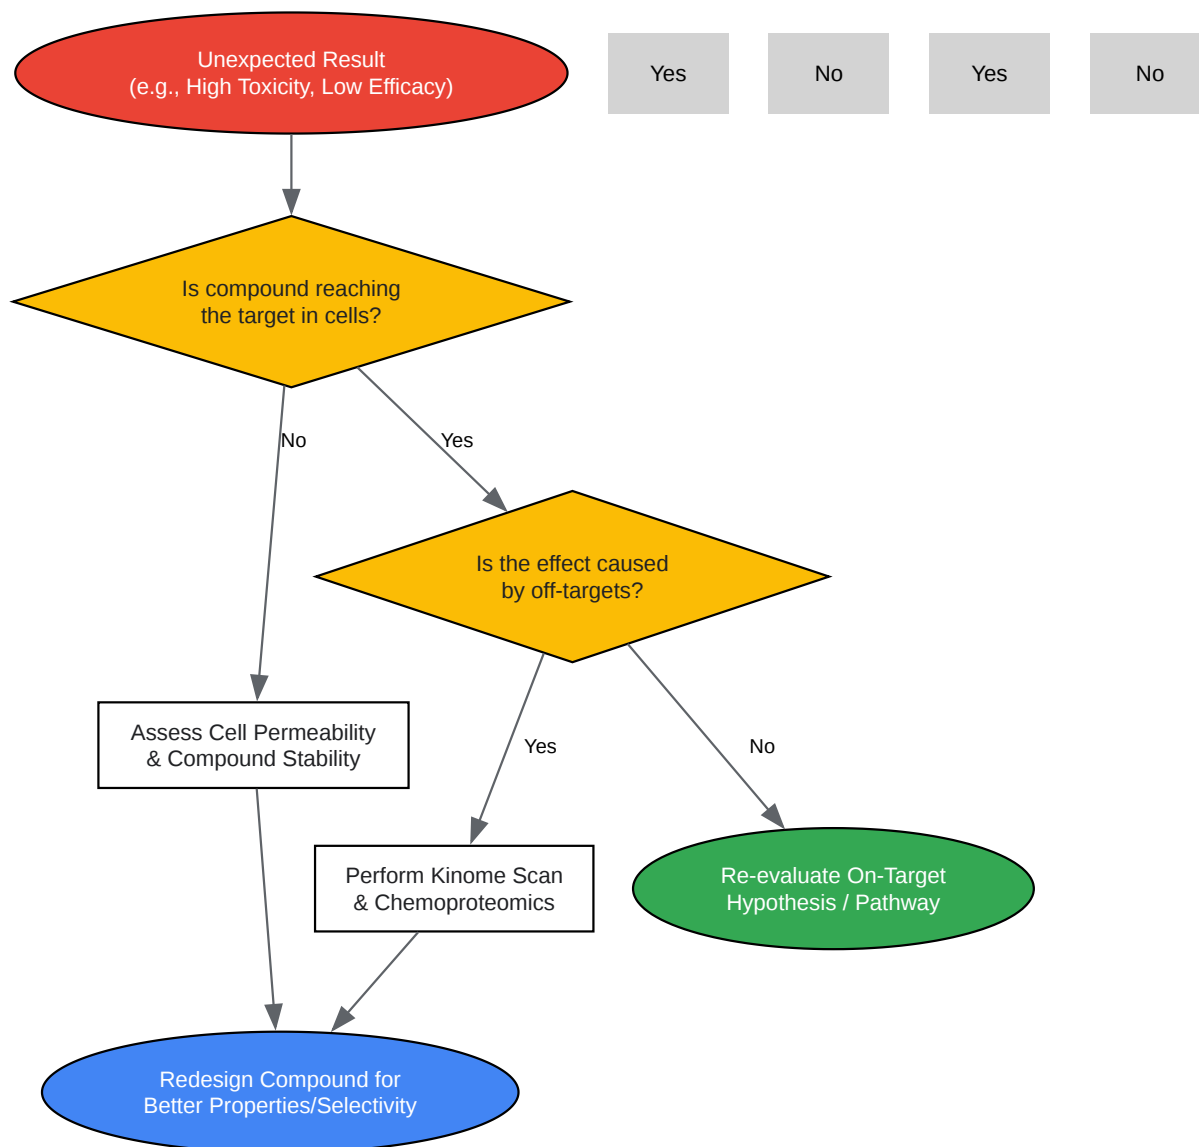 Unexpected Result
(e.g., High Toxicity, Low Efficacy)
Yes
No
Yes
No
Is compound reaching
the target in cells?
No
Yes
Is the effect caused
by off-targets?
Assess Cell Permeability
& Compound Stability
Yes
No
Perform Kinome Scan
& Chemoproteomics
Re-evaluate On-Target
Hypothesis / Pathway
Redesign Compound for
Better Properties/Selectivity